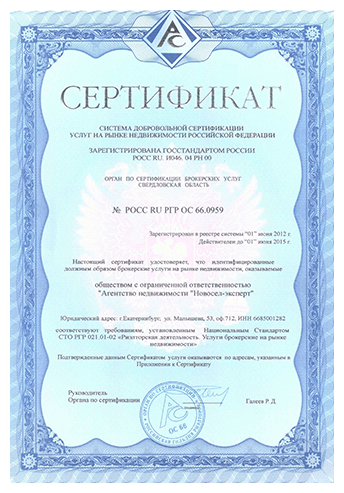 СЕРТИФИКАТ
СИСТЕМА ДОБРОВОЛЬНОЙ СЕРТИФИКАЦИИ
УСЛУГ НА РЫНКЕ НЕДВИЖИМОСТИ РОССИЙСКОЙ ФЕДЕРАЦИИ
ЗАРЕГИСТРИРОВАНА ГОССТАНДАРТОМ РОССИИ
РОСС RU. И046. 04 РН 00
ОРГАН ПО СЕРТИФИКАЦИИ БРОКЕРСКИХ УСЛУГ
СВЕРДЛОВСКАЯ ОБЛАСТЬ
№ РОСС RU РГР ОС 66.0959
Зарегистрирован в реестре системы "01" июня 2012 г.
Действителен до "01" июня 2015 г.
Настоящий сертификат удостоверяет, что идентифицированные
должным образом брокерские услуги на рынке недвижимости, оказываемые
обществом с ограниченной ответственностью
"Агентство недвижимости "Новосел-эксперт"
Юридический адрес: г.Екатеринбург, ул. Малышева, 53, оф.712, ИНН 6685001282
соответствуют требованиям, установленным Национальным Стандартом
СТО РГР 021.01-02 «Риэлторская деятельность. Услуги брокерские на рынке
недвижимости»
Подтвержденные данным Сертификатом услуги оказываются по адресам, указанным в
Приложении к Сертификату
Руководитель
Органа по сертификации
Галеев Р. Д.
ОС 66